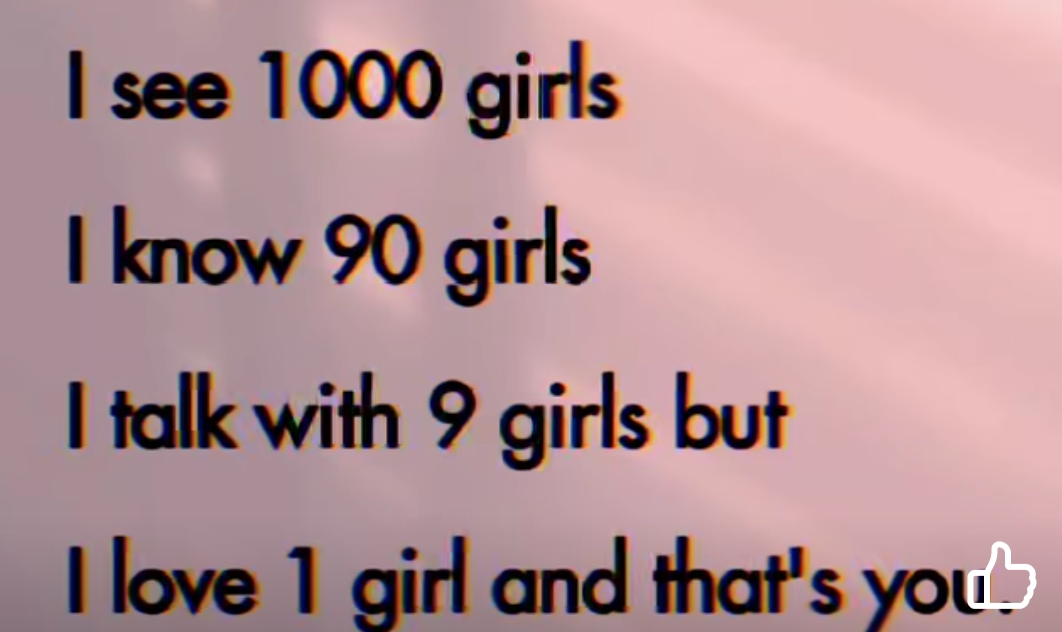 I see 1000 girls
I know 90 girls
I talk with 9 girls but
I love 1 girl and that's you.